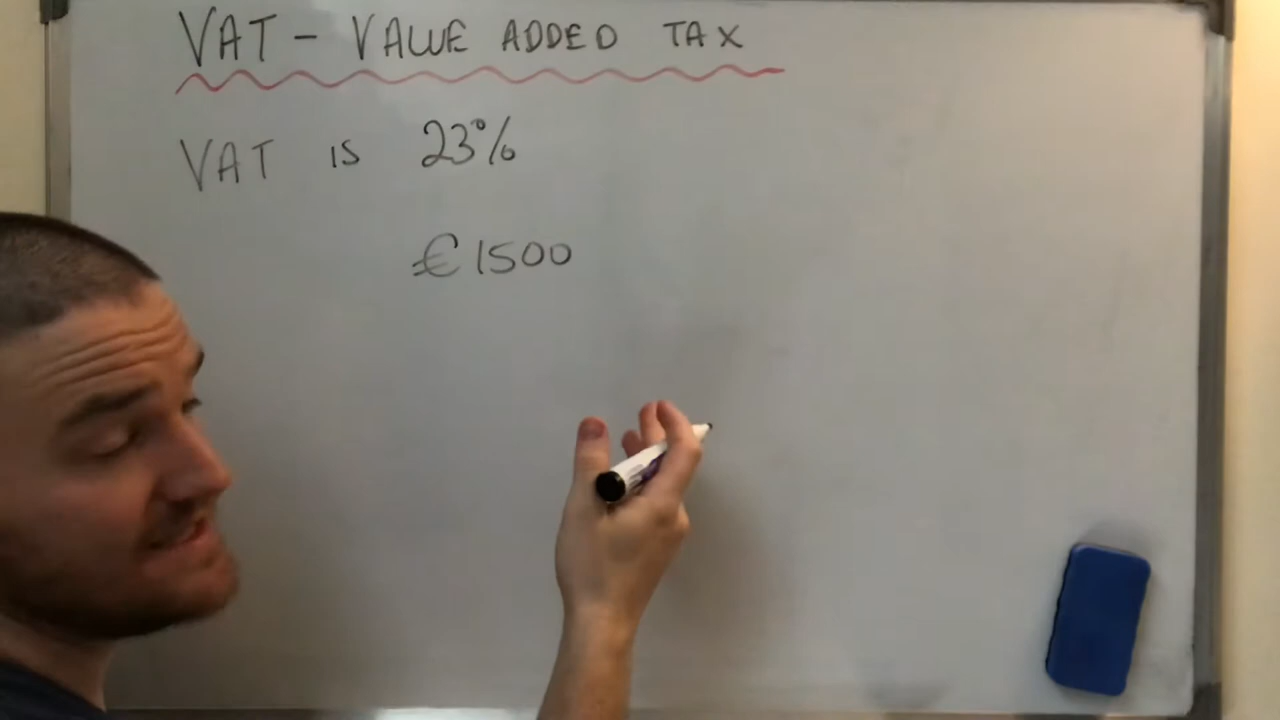 VAT - VALUE ADDED TAX
VAT IS 23%
€1500